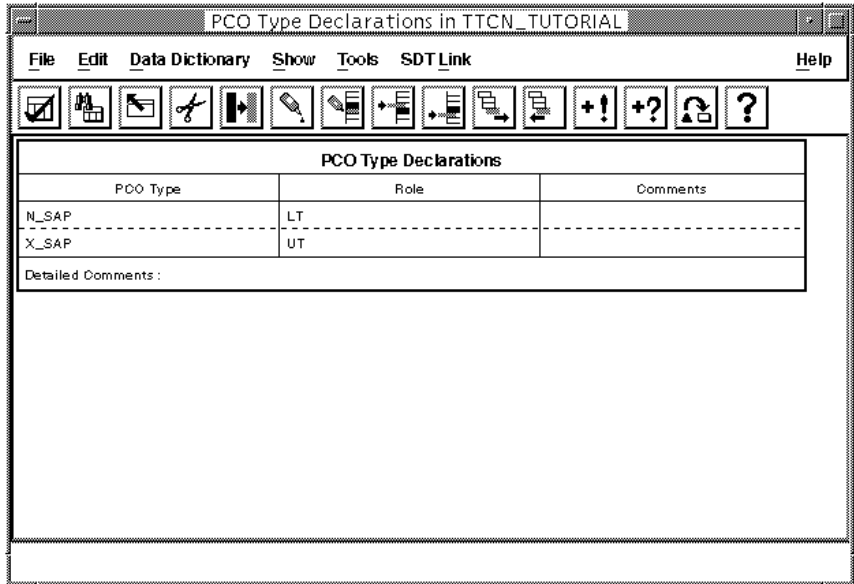 PCO Type Declarations in TTCN_TUTORIAL
File Edit Data Dictionary Show Tools SDT Link Help
+! +? ?
PCO Type Declarations
PCO Type Role Comments
N_SAP LT
X_SAP UT
Detailed Comments :